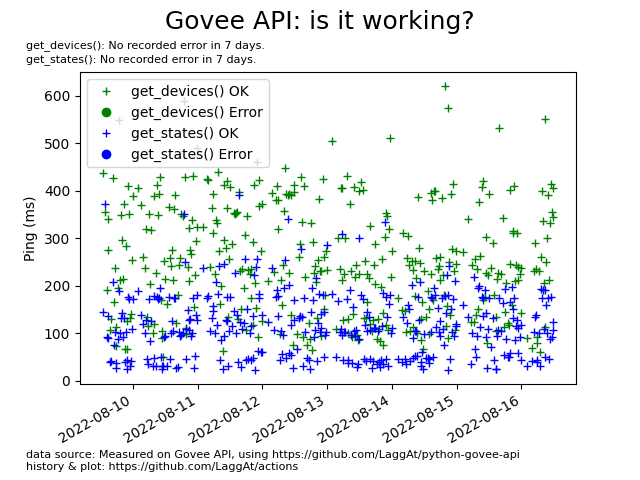 Govee API: is it working?
get_devices(): No recorded error in 7 days.
get_states(): No recorded error in 7 days.
get_devices() OK
get_devices() Error
get_states() OK
get_states() Error
Ping (ms)
600
500
400
300
200
100
0
2022-08-10
2022-08-11
2022-08-12
2022-08-13
2022-08-14
2022-08-15
2022-08-16
data source: Measured on Govee API, using https://github.com/LaggAt/python-govee-api
history & plot: https://github.com/LaggAt/actions